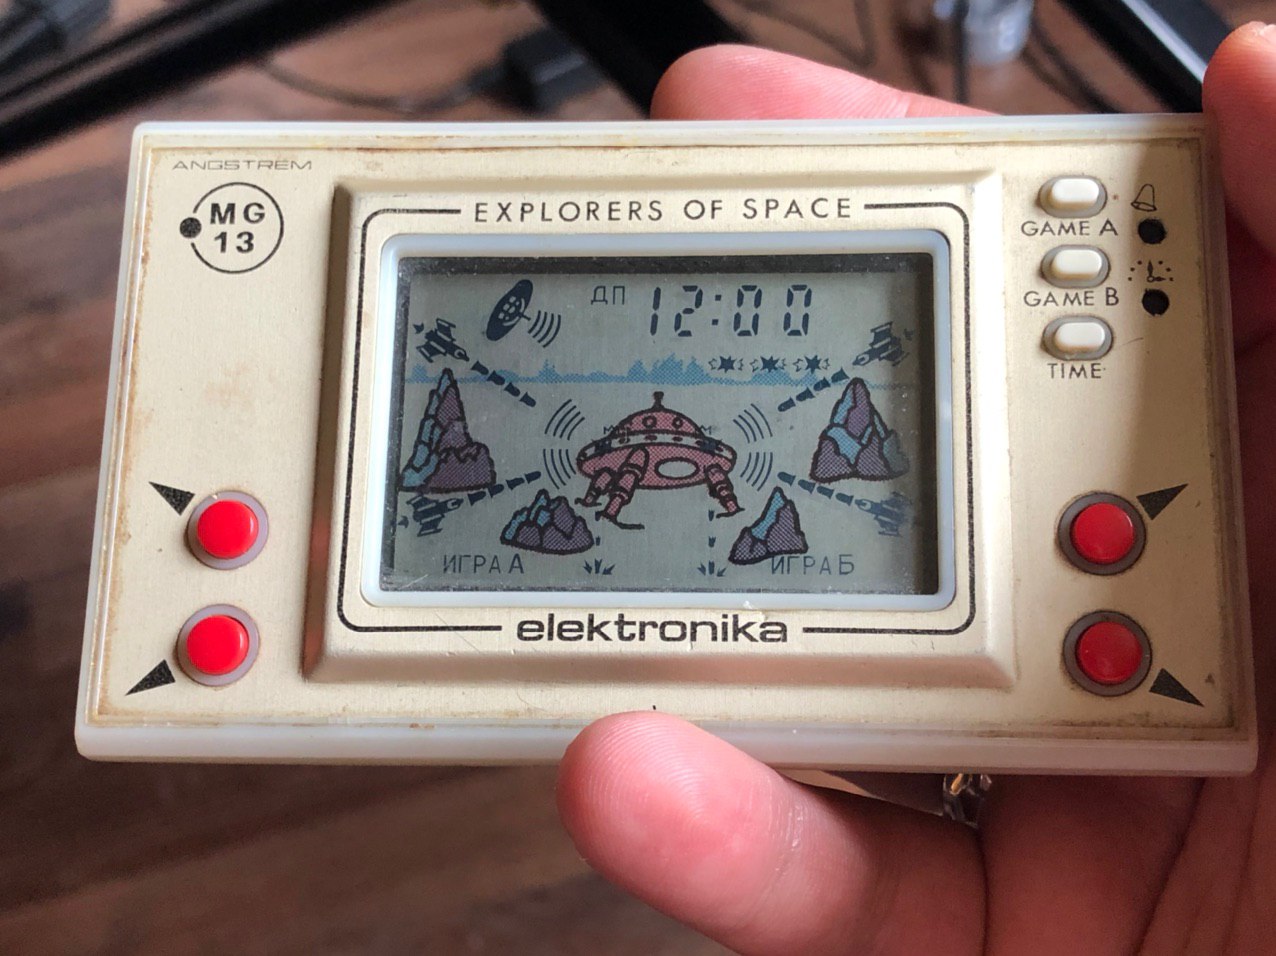 ANGSTREM
MG
13
EXPLORERS OF SPACE
GAME A
GAME B
TIME
ДП 12:00
ИГРА А
ИГРА Б
elektronika